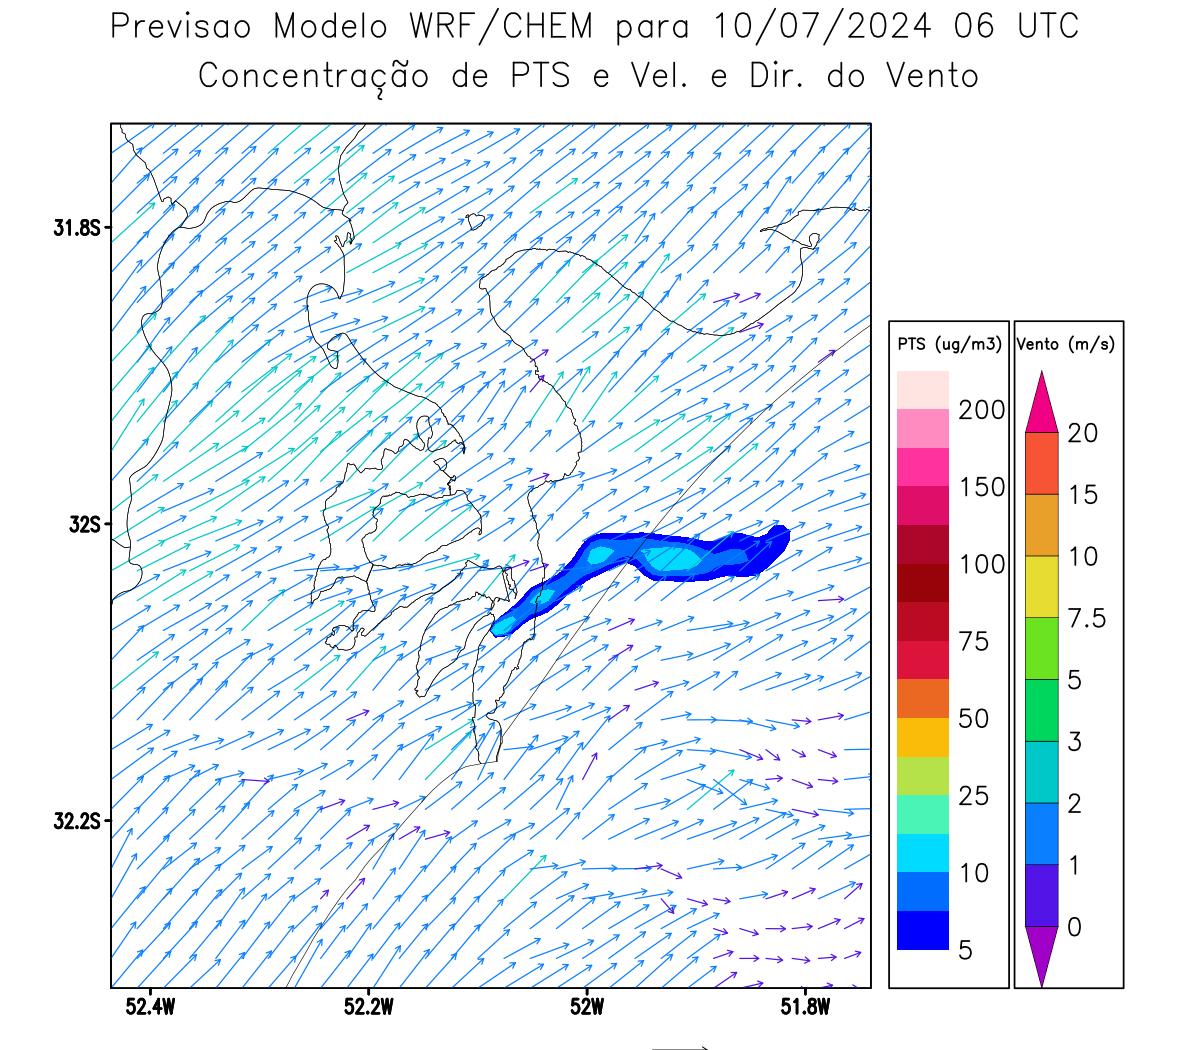 Previsao Modelo WRF/CHEM para 10/07/2024 06 UTC
Concentração de PTS e Vel. e Dir. do Vento
31.8S
32S
32.2S
52.4W
52.2W
52W
51.8W
PTS (ug/m3)
200
150
100
75
50
25
10
5
Vento (m/s)
20
15
10
7.5
5
3
2
1
0